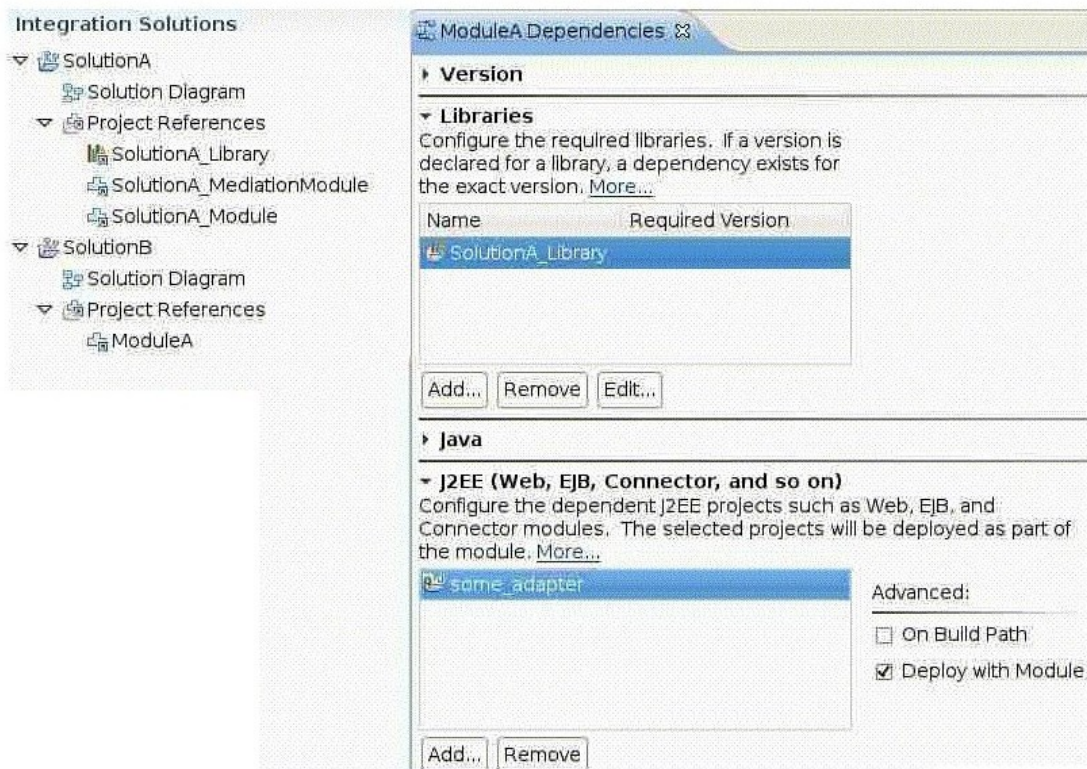 Integration Solutions
SolutionA
Solution Diagram
Project References
SolutionA_Library
SolutionA_MediationModule
SolutionA_Module
SolutionB
Solution Diagram
Project References
ModuleA
ModuleA Dependencies
Version
Libraries
Configure the required libraries. If a version is
declared for a library, a dependency exists for
the exact version. More...
Name Required Version
SolutionA_Library
Add... Remove Edit...
Java
J2EE (Web, EJB, Connector, and so on)
Configure the dependent J2EE projects such as Web, EJB, and
Connector modules. The selected projects will be deployed as part of
the module. More...
some_adapter
Advanced:
On Build Path
Deploy with Module
Add... Remove